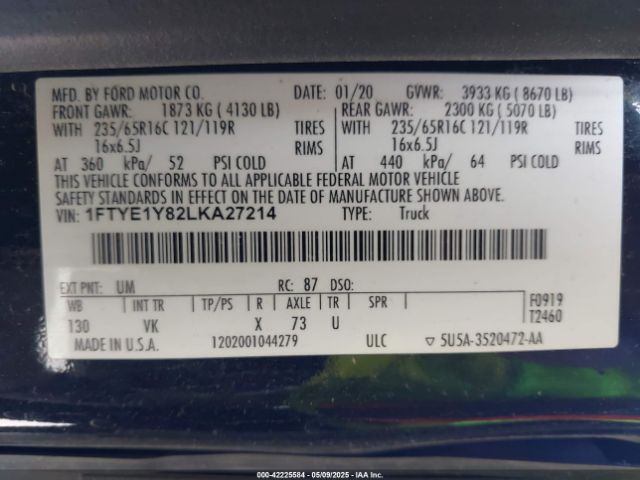 MFD. BY FORD MOTOR CO. DATE: 01/20 GVWR: 3933 KG ( 8670 LB)
FRONT GAWR: 1873 KG ( 4130 LB) REAR GAWR: 2300 KG ( 5070 LB)
WITH 235/65R16C 121/119R TIRES WITH 235/65R16C 121/119R TIRES
16x6.5J RIMS 16x6.5J RIMS
AT 360 kPa/ 52 PSI COLD AT 440 kPa/ 64 PSI COLD
THIS VEHICLE CONFORMS TO ALL APPLICABLE FEDERAL MOTOR VEHICLE
SAFETY STANDARDS IN EFFECT ON THE DATE OF MANUFACTURE SHOWN ABOVE.
VIN: 1FTYE1Y82LKA27214 TYPE: Truck
EXT PNT: UM RC: 87 DSO:
WB INT TR TP/PS R AXLE TR SPR F0919
130 VK X 73 U T2460
MADE IN U.S.A. 1202001044279 ULC ▽ 5U5A-3520472-AA
000-42225584 - 05/09/2025 - IAA Inc.